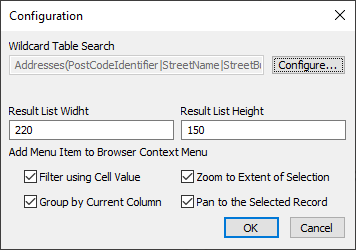 Configuration
Wildcard Table Search
Addresses(PostCodeIdentifier|StreetName|StreetB
Configure...
Result List Widht
Result List Height
220
150
Add Menu Item to Browser Context Menu
Filter using Cell Value
Zoom to Extent of Selection
Group by Current Column
Pan to the Selected Record
OK
Cancel